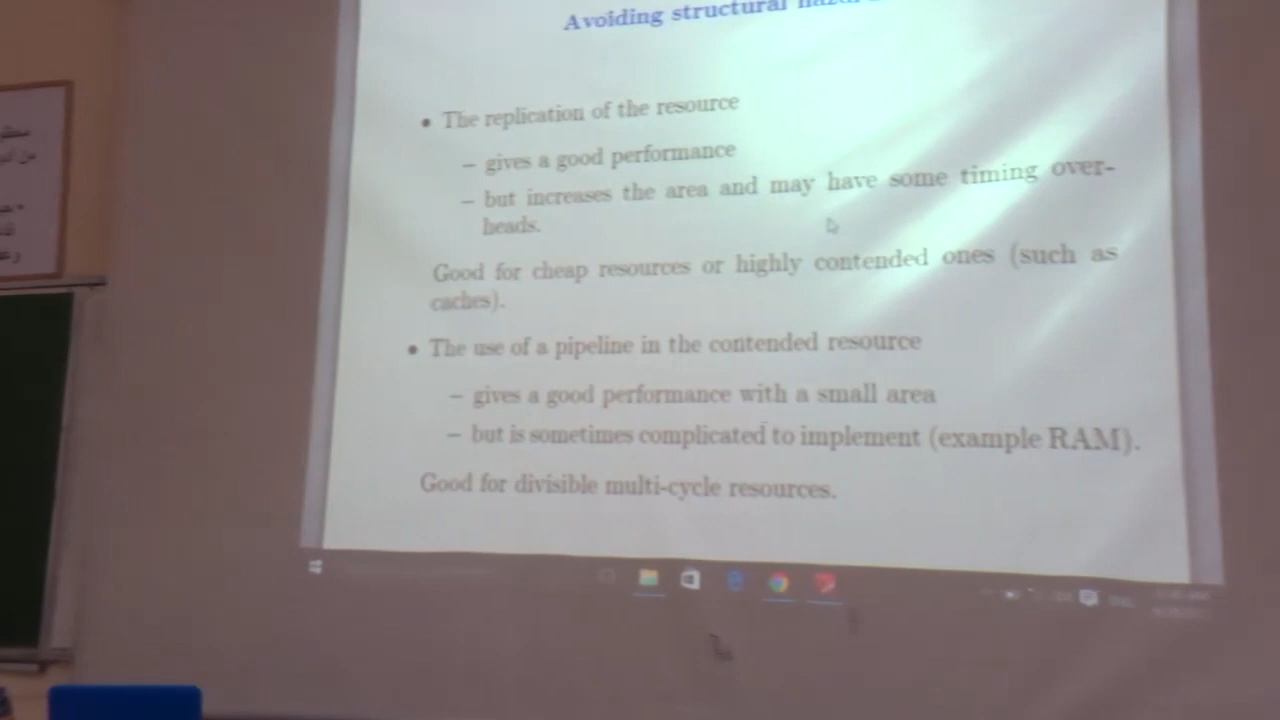 Avoiding structural
• The replication of the resource
– gives a good performance
– but increases the area and may have some timing over-
heads.
Good for cheap resources or highly contended ones (such as
caches).
• The use of a pipeline in the contended resource
– gives a good performance with a small area
– but is sometimes complicated to implement (example RAM).
Good for divisible multi-cycle resources.